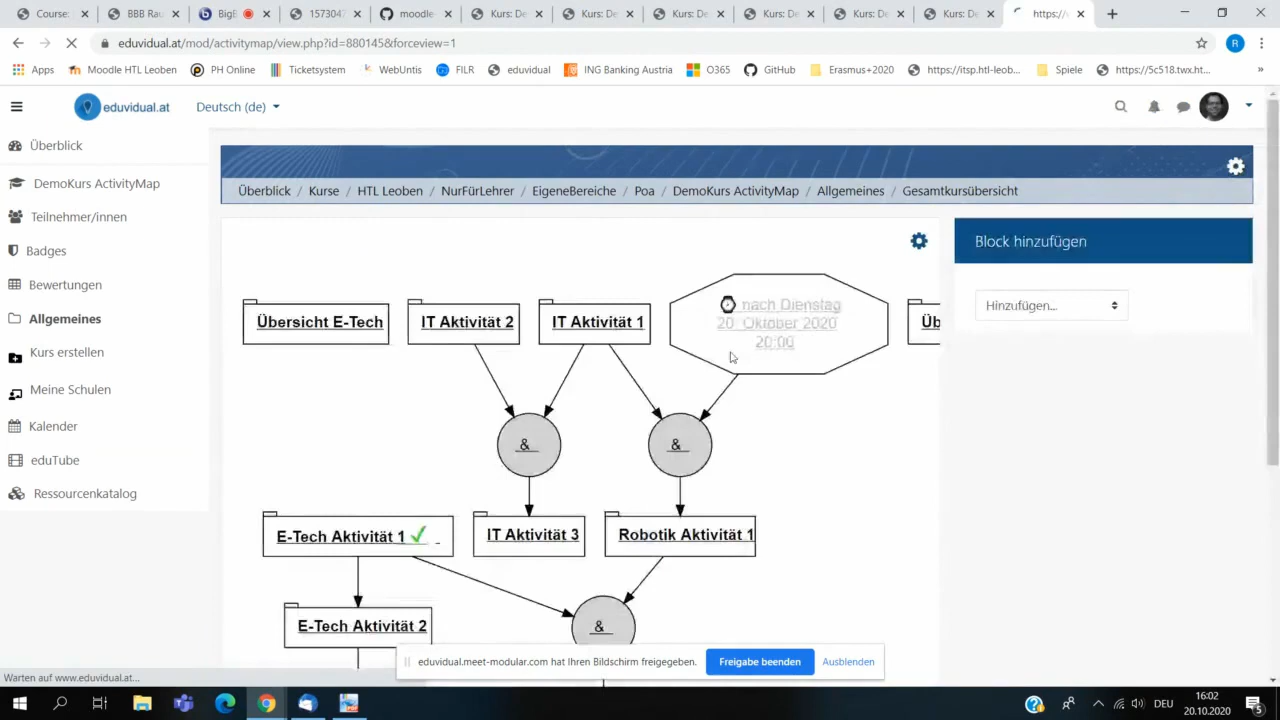 Course:
BBB Rau
BigB
1573047
moodle-
Kurs: De
Kurs: De
Kurs: De
Kurs: De
Kurs: De
Kurs: De
https://
eduvidual.at/mod/activitymap/view.php?id=880145&forceview=1
R
Apps
Moodle HTL Leoben
PH Online
Ticketsystem
WebUntis
FILR
eduvidual
ING Banking Austria
O365
GitHub
Erasmus+2020
https://itsp.htl-leob...
Spiele
https://5c518.twx.ht...
»
eduvidual.at
Deutsch (de)
Überblick
DemoKurs ActivityMap
Teilnehmer/innen
Badges
Bewertungen
Allgemeines
Kurs erstellen
Meine Schulen
Kalender
eduTube
Ressourcenkatalog
Überblick / Kurse / HTL Leoben / NurFürLehrer / EigeneBereiche / Poa / DemoKurs ActivityMap / Allgemeines / Gesamtkursübersicht
Block hinzufügen
Hinzufügen...
Übersicht E-Tech
IT Aktivität 2
IT Aktivität 1
nach Dienstag
20. Oktober 2020
20:00
Üb
&
&
E-Tech Aktivität 1
IT Aktivität 3
Robotik Aktivität 1
&
E-Tech Aktivität 2
eduvidual.meet-modular.com hat Ihren Bildschirm freigegeben.
Freigabe beenden
Ausblenden
Warten auf www.eduvidual.at...
DEU
16:02
20.10.2020
5